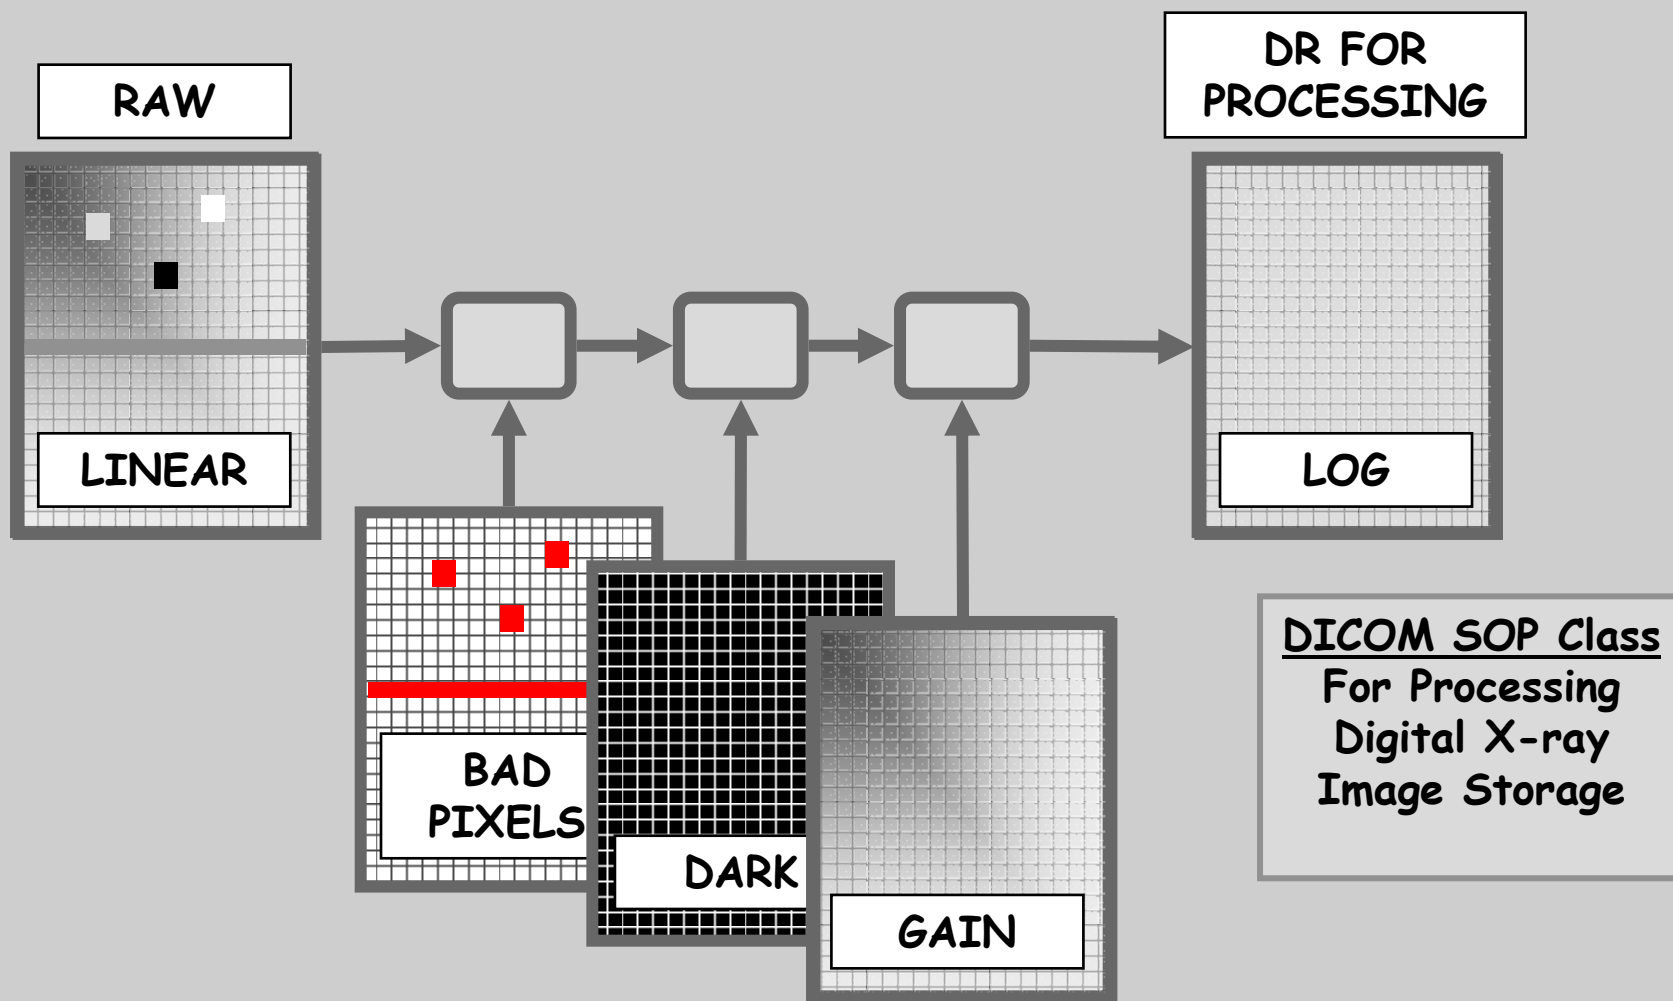 RAW
LINEAR
DR FOR
PROCESSING
LOG
BAD
PIXELS
DARK
GAIN
DICOM SOP Class
For Processing
Digital X-ray
Image Storage